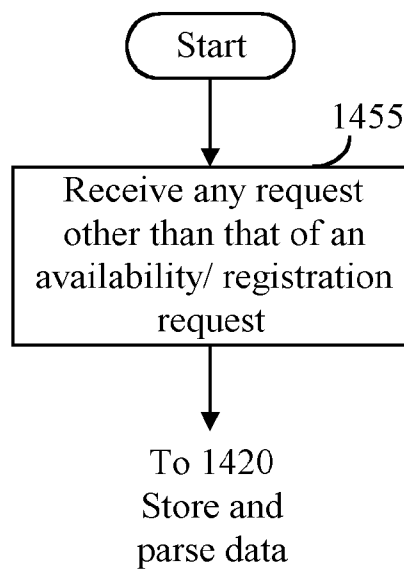 Start
1455
Receive any request
other than that of an
availability/ registration
request
To 1420
Store and
parse data